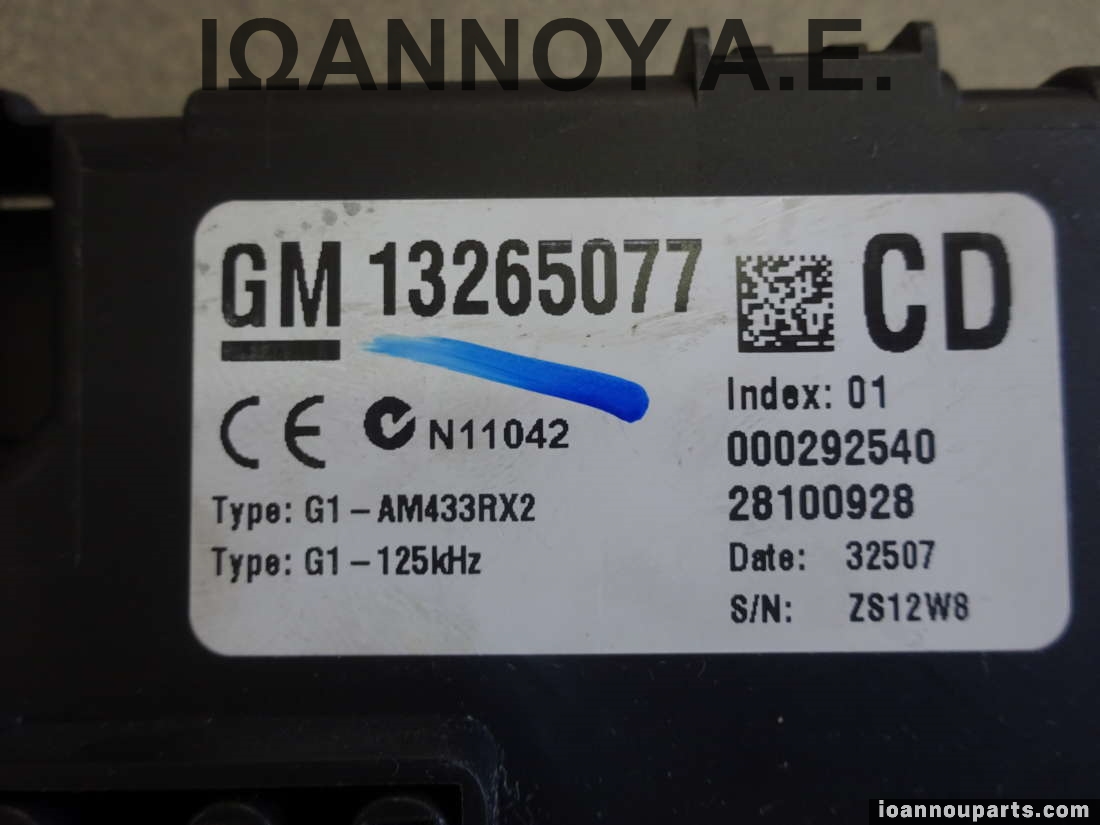 ΙΩΑΝΝΟΥ Α.Ε.
GM 13265077 CD
CE N11042
Index: 01
000292540
28100928
Type: G1-AM433RX2
Type: G1-125kHz
Date: 32507
S/N: ZS12W8
ioannouparts.com